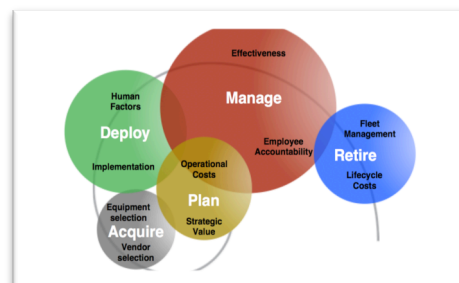 Effectiveness
Human
Factors
Manage
Deploy
Fleet
Management
Employee
Accountability
Retire
Implementation
Operational
Costs
Lifecycle
Costs
Plan
Equipment
selection
Strategic
Value
Acquire
Vendor
selection